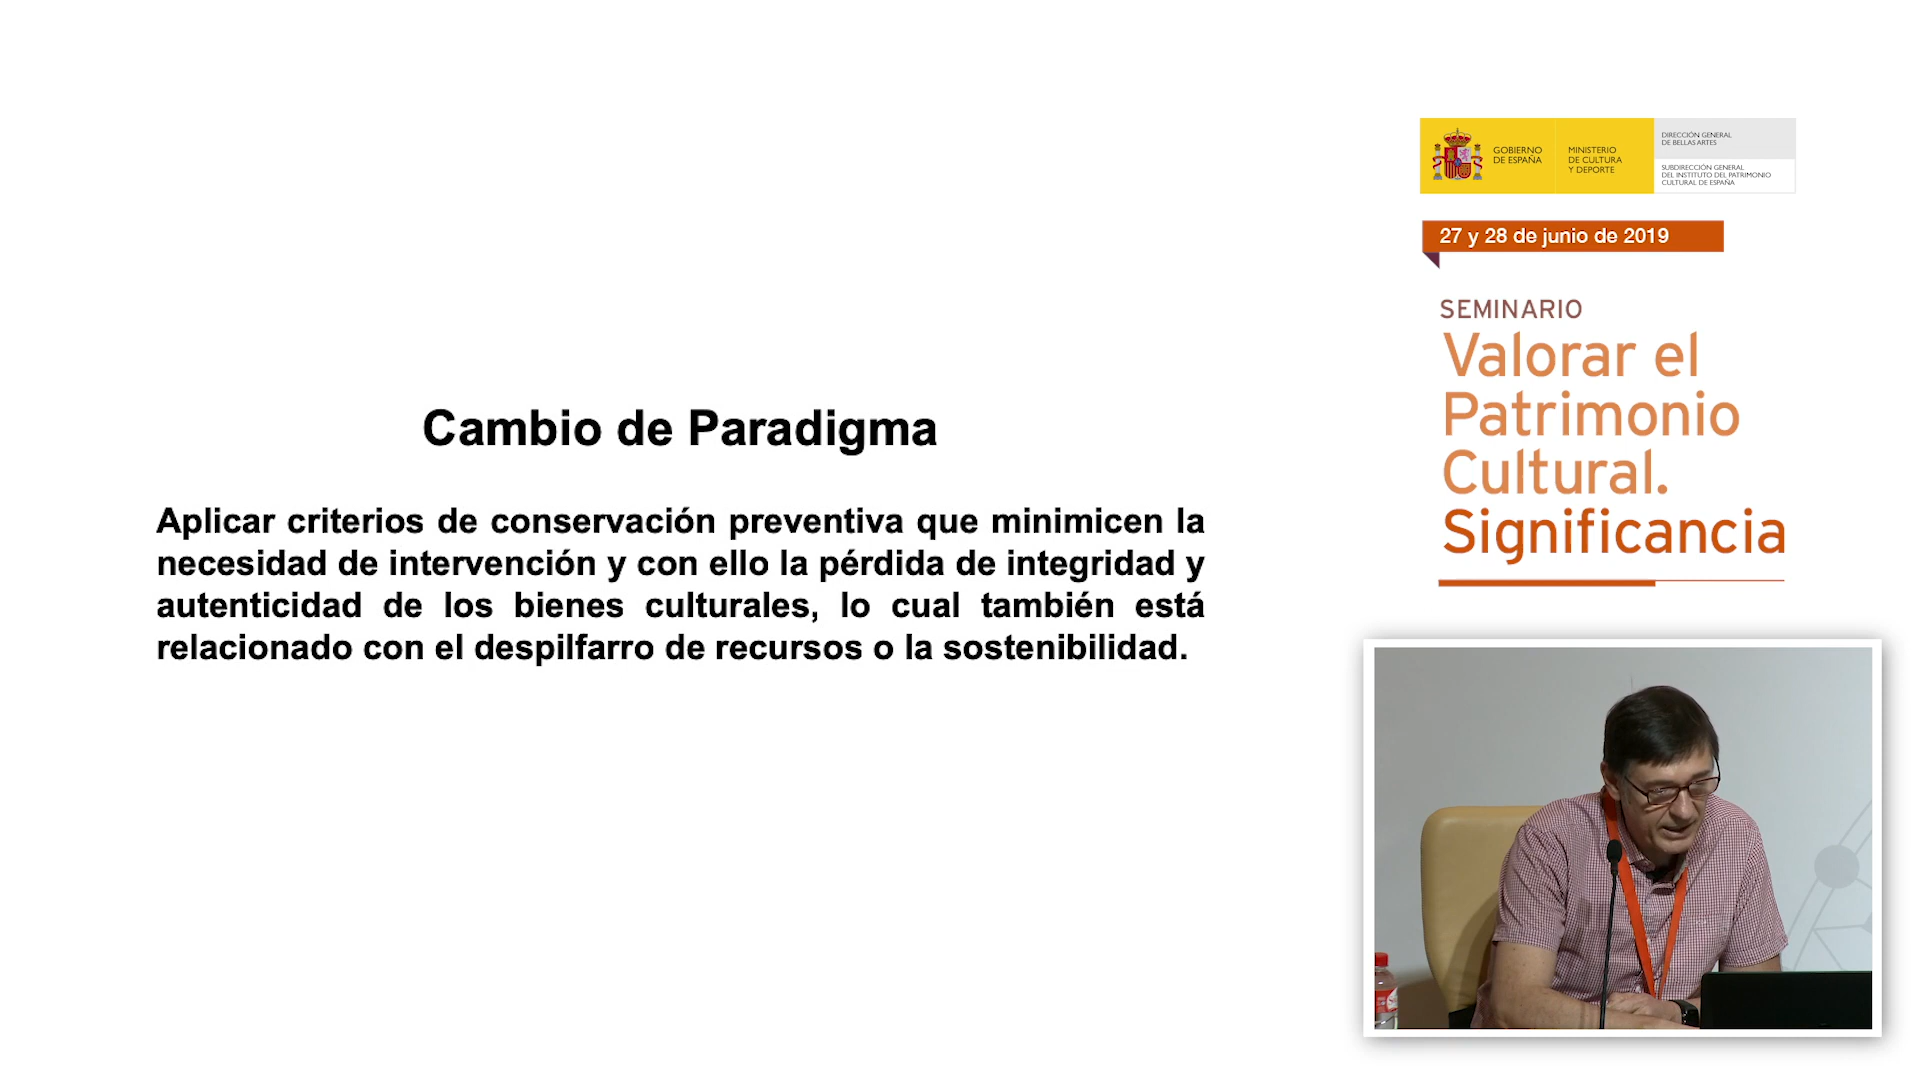 Cambio de Paradigma
Aplicar criterios de conservación preventiva que minimicen la
necesidad de intervención y con ello la pérdida de integridad y
autenticidad de los bienes culturales, lo cual también está
relacionado con el despilfarro de recursos o la sostenibilidad.
GOBIERNO
DE ESPAÑA
MINISTERIO
DE CULTURA
Y DEPORTE
DIRECCIÓN GENERAL
DE BELLAS ARTES
SUBDIRECCIÓN GENERAL
DEL INSTITUTO DEL PATRIMONIO
CULTURAL DE ESPAÑA
27 y 28 de junio de 2019
SEMINARIO
Valorar el
Patrimonio
Cultural.
Significancia